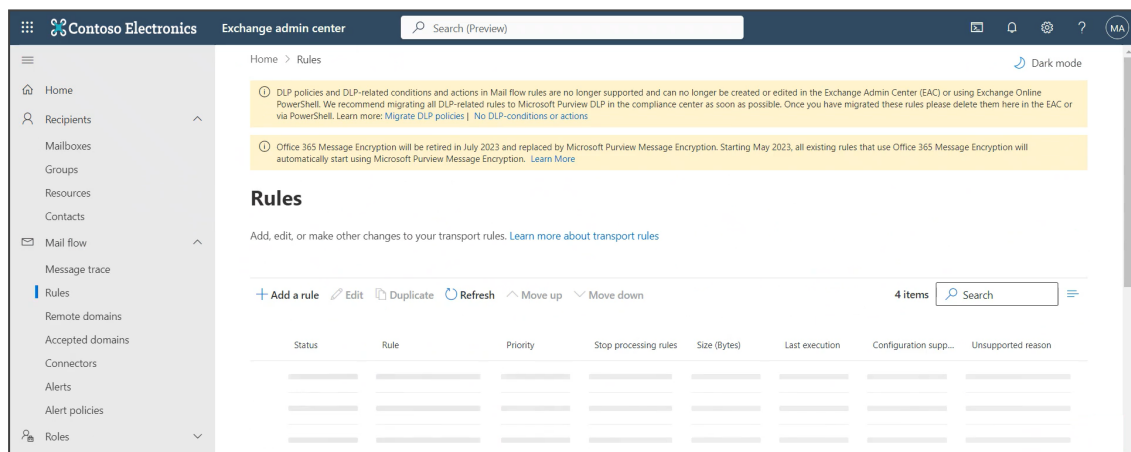 Contoso Electronics
Exchange admin center
Search (Preview)
MA
Home > Rules
Dark mode
Home
Recipients
Mailboxes
Groups
Resources
Contacts
Mail flow
Message trace
Rules
Remote domains
Accepted domains
Connectors
Alerts
Alert policies
Roles
DLP policies and DLP-related conditions and actions in Mail flow rules are no longer supported and can no longer be created or edited in the Exchange Admin Center (EAC) or using Exchange Online
PowerShell. We recommend migrating all DLP-related rules to Microsoft Purview DLP in the compliance center as soon as possible. Once you have migrated these rules please delete them here in the EAC or
via PowerShell. Learn more: Migrate DLP policies | No DLP-conditions or actions
Office 365 Message Encryption will be retired in July 2023 and replaced by Microsoft Purview Message Encryption. Starting May 2023, all existing rules that use Office 365 Message Encryption will
automatically start using Microsoft Purview Message Encryption. Learn More
Rules
Add, edit, or make other changes to your transport rules. Learn more about transport rules
Add a rule Edit Duplicate Refresh Move up Move down 4 items Search
Status Rule Priority Stop processing rules Size (Bytes) Last execution Configuration supp... Unsupported reason